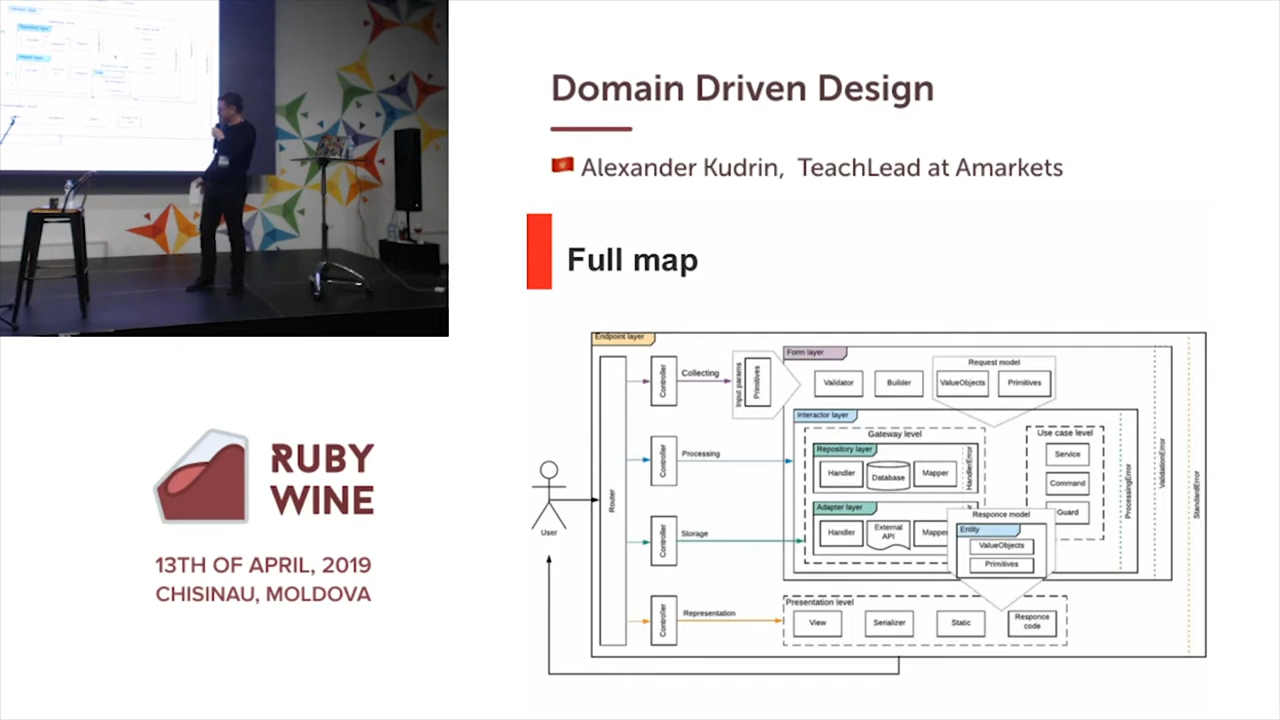 Domain Driven Design
Alexander Kudrin, TeachLead at Amarkets
Full map
Endpoint layer
Router
User
Controller
Collecting
Input params
Primitives
Form layer
Validator
Builder
Request model
ValueObjects
Primitives
Controller
Processing
Interactor layer
Gateway level
Repository layer
Handler
Database
Mapper
HandlerError
Use case level
Service
Command
Guard
Controller
Storage
Adapter layer
Handler
External
API
Mapper
Responce model
Entity
ValueObjects
Primitives
ProcessingError
ValidationError
StandardError
Controller
Representation
Presentation level
View
Serializer
Static
Responce
code
RUBY
WINE
13TH OF APRIL, 2019
CHISINAU, MOLDOVA